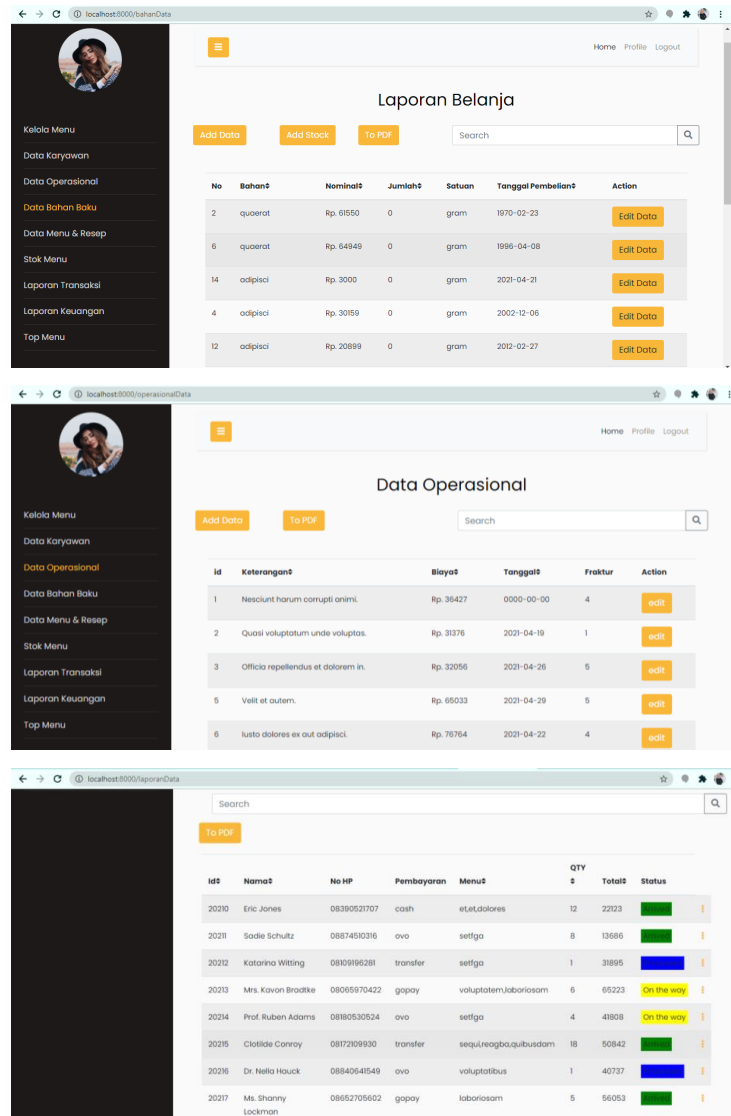 localhost:8000/bahanData
Home Profile Logout
Laporan Belanja
Kelola Menu
Data Karyawan
Data Operasional
Data Bahan Baku
Data Menu & Resep
Stok Menu
Laporan Transaksi
Laporan Keuangan
Top Menu
Add Data Add Stock To PDF Search
No Bahan Nominal Jumlah Satuan Tanggal Pembelian Action
2 quaerat Rp. 61550 0 gram 1970-02-23 Edit Data
6 quaerat Rp. 64949 0 gram 1996-04-08 Edit Data
14 adipisci Rp. 3000 0 gram 2021-04-21 Edit Data
4 adipisci Rp. 30159 0 gram 2002-12-06 Edit Data
12 adipisci Rp. 20899 0 gram 2012-02-27 Edit Data
localhost:8000/operasionalData
Home Profile Logout
Data Operasional
Kelola Menu
Data Karyawan
Data Operasional
Data Bahan Baku
Data Menu & Resep
Stok Menu
Laporan Transaksi
Laporan Keuangan
Top Menu
Add Data To PDF Search
id Keterangan Biaya Tanggal Fraktur Action
1 Nesciunt harum corrupti animi. Rp. 36427 0000-00-00 4 edit
2 Quasi voluptatum unde voluptas. Rp. 31376 2021-04-19 1 edit
3 Officia repellendus et dolorem in. Rp. 32056 2021-04-26 5 edit
5 Velit et autem. Rp. 65033 2021-04-29 5 edit
6 Iusto dolores ex aut adipisci. Rp. 76764 2021-04-22 4 edit
localhost:8000/laporanData
Search
To PDF
Id Nama No HP Pembayaran Menu QTY Total Status
20210 Eric Jones 08390521707 cash et,et,dolores 12 22123 Arrived
20211 Sadie Schultz 08874510316 ovo setfga 8 13686 Arrived
20212 Katarina Witting 08109196281 transfer setfga 1 31895
20213 Mrs. Kavon Bradtke 08065970422 gopay voluptatem,laboriosam 6 65223 On the way
20214 Prof. Ruben Adams 08180530524 ovo setfga 4 41808 On the way
20215 Clotilde Conroy 08172109930 transfer sequi,reagba,quibusdam 18 50842 Arrived
20216 Dr. Nella Hauck 08840641549 ovo voluptatibus 1 40737
20217 Ms. Shanny Lockman 08652705602 gopay laboriosam 5 56053 Arrived